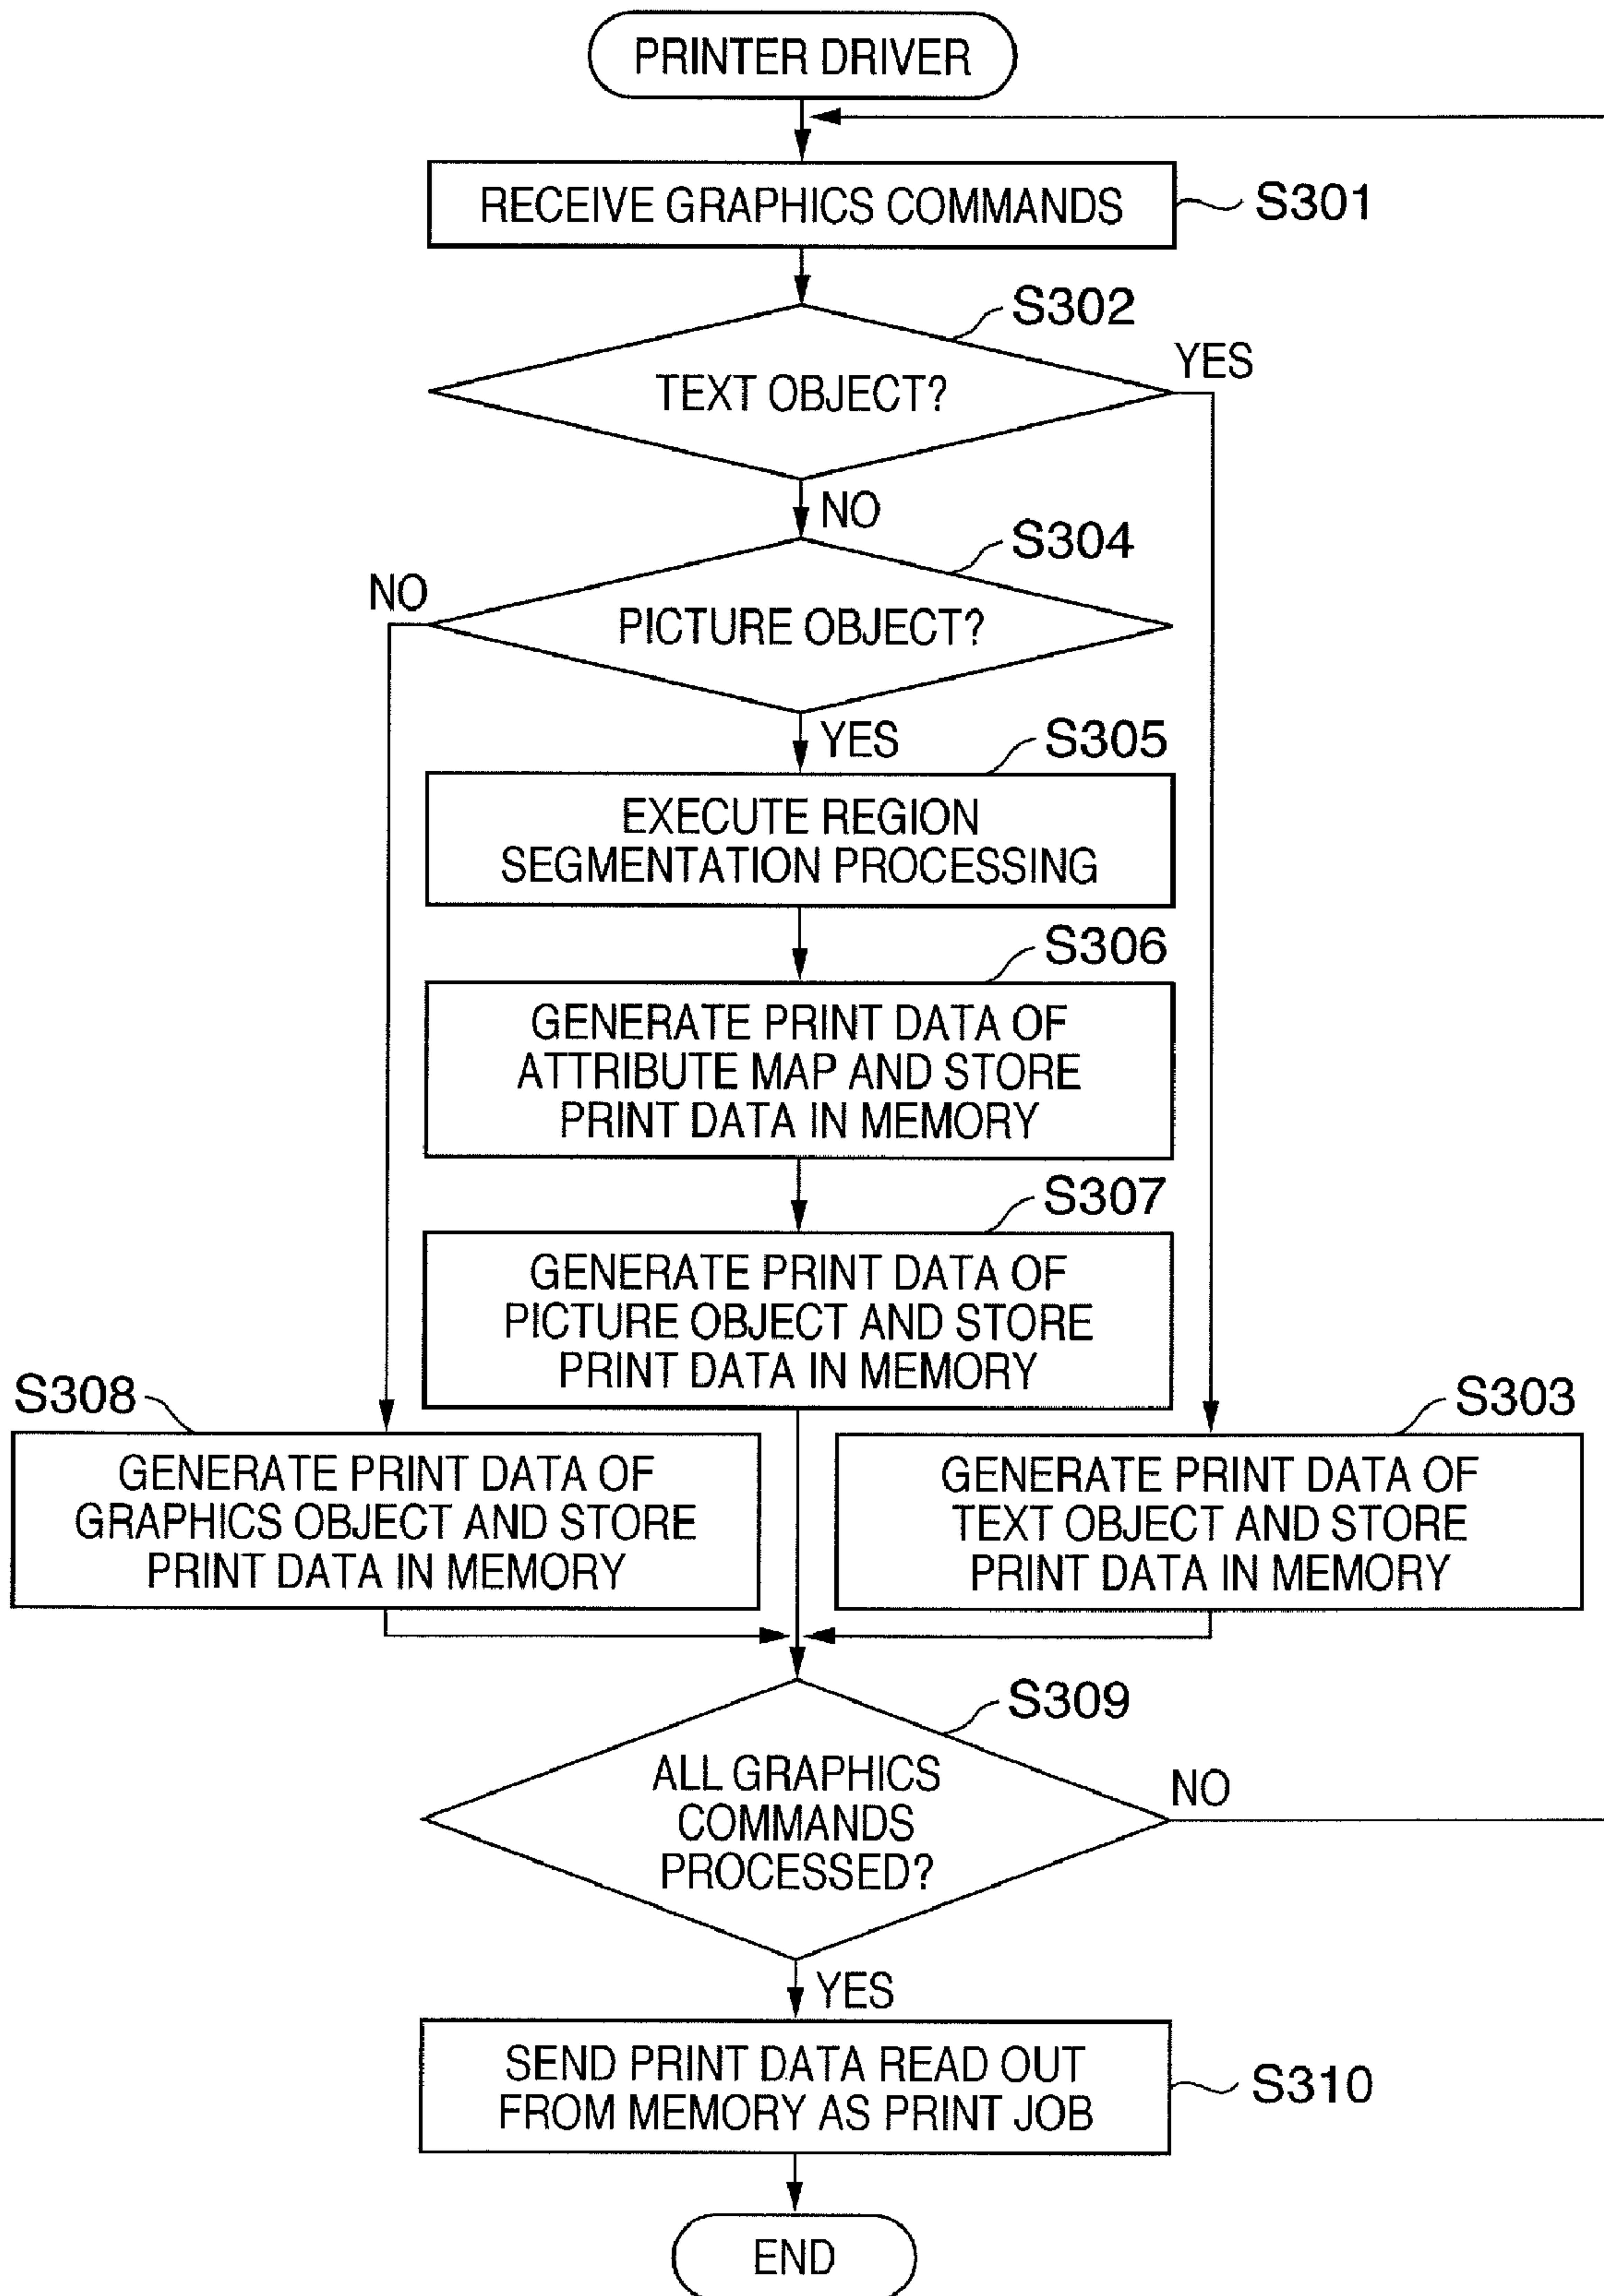 PRINTER DRIVER
RECEIVE GRAPHICS COMMANDS
S301
S302
TEXT OBJECT?
YES
NO
S304
NO
PICTURE OBJECT?
YES
S305
EXECUTE REGION
SEGMENTATION PROCESSING
S306
GENERATE PRINT DATA OF
ATTRIBUTE MAP AND STORE
PRINT DATA IN MEMORY
S307
GENERATE PRINT DATA OF
PICTURE OBJECT AND STORE
PRINT DATA IN MEMORY
S308
GENERATE PRINT DATA OF
GRAPHICS OBJECT AND STORE
PRINT DATA IN MEMORY
S303
GENERATE PRINT DATA OF
TEXT OBJECT AND STORE
PRINT DATA IN MEMORY
S309
ALL GRAPHICS
COMMANDS
PROCESSED?
NO
YES
SEND PRINT DATA READ OUT
FROM MEMORY AS PRINT JOB
S310
END